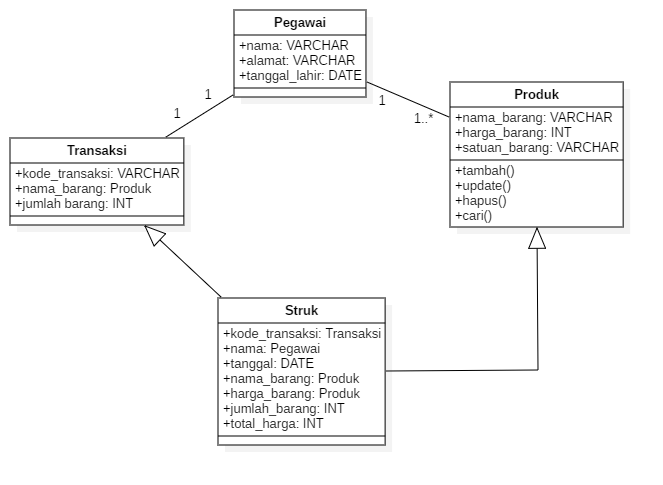 Pegawai
+nama: VARCHAR
+alamat: VARCHAR
+tanggal_lahir: DATE
1
1
1
1..*
Produk
+nama_barang: VARCHAR
+harga_barang: INT
+satuan_barang: VARCHAR
+tambah()
+update()
+hapus()
+cari()
Transaksi
+kode_transaksi: VARCHAR
+nama_barang: Produk
+jumlah barang: INT
Struk
+kode_transaksi: Transaksi
+nama: Pegawai
+tanggal: DATE
+nama_barang: Produk
+harga_barang: Produk
+jumlah_barang: INT
+total_harga: INT